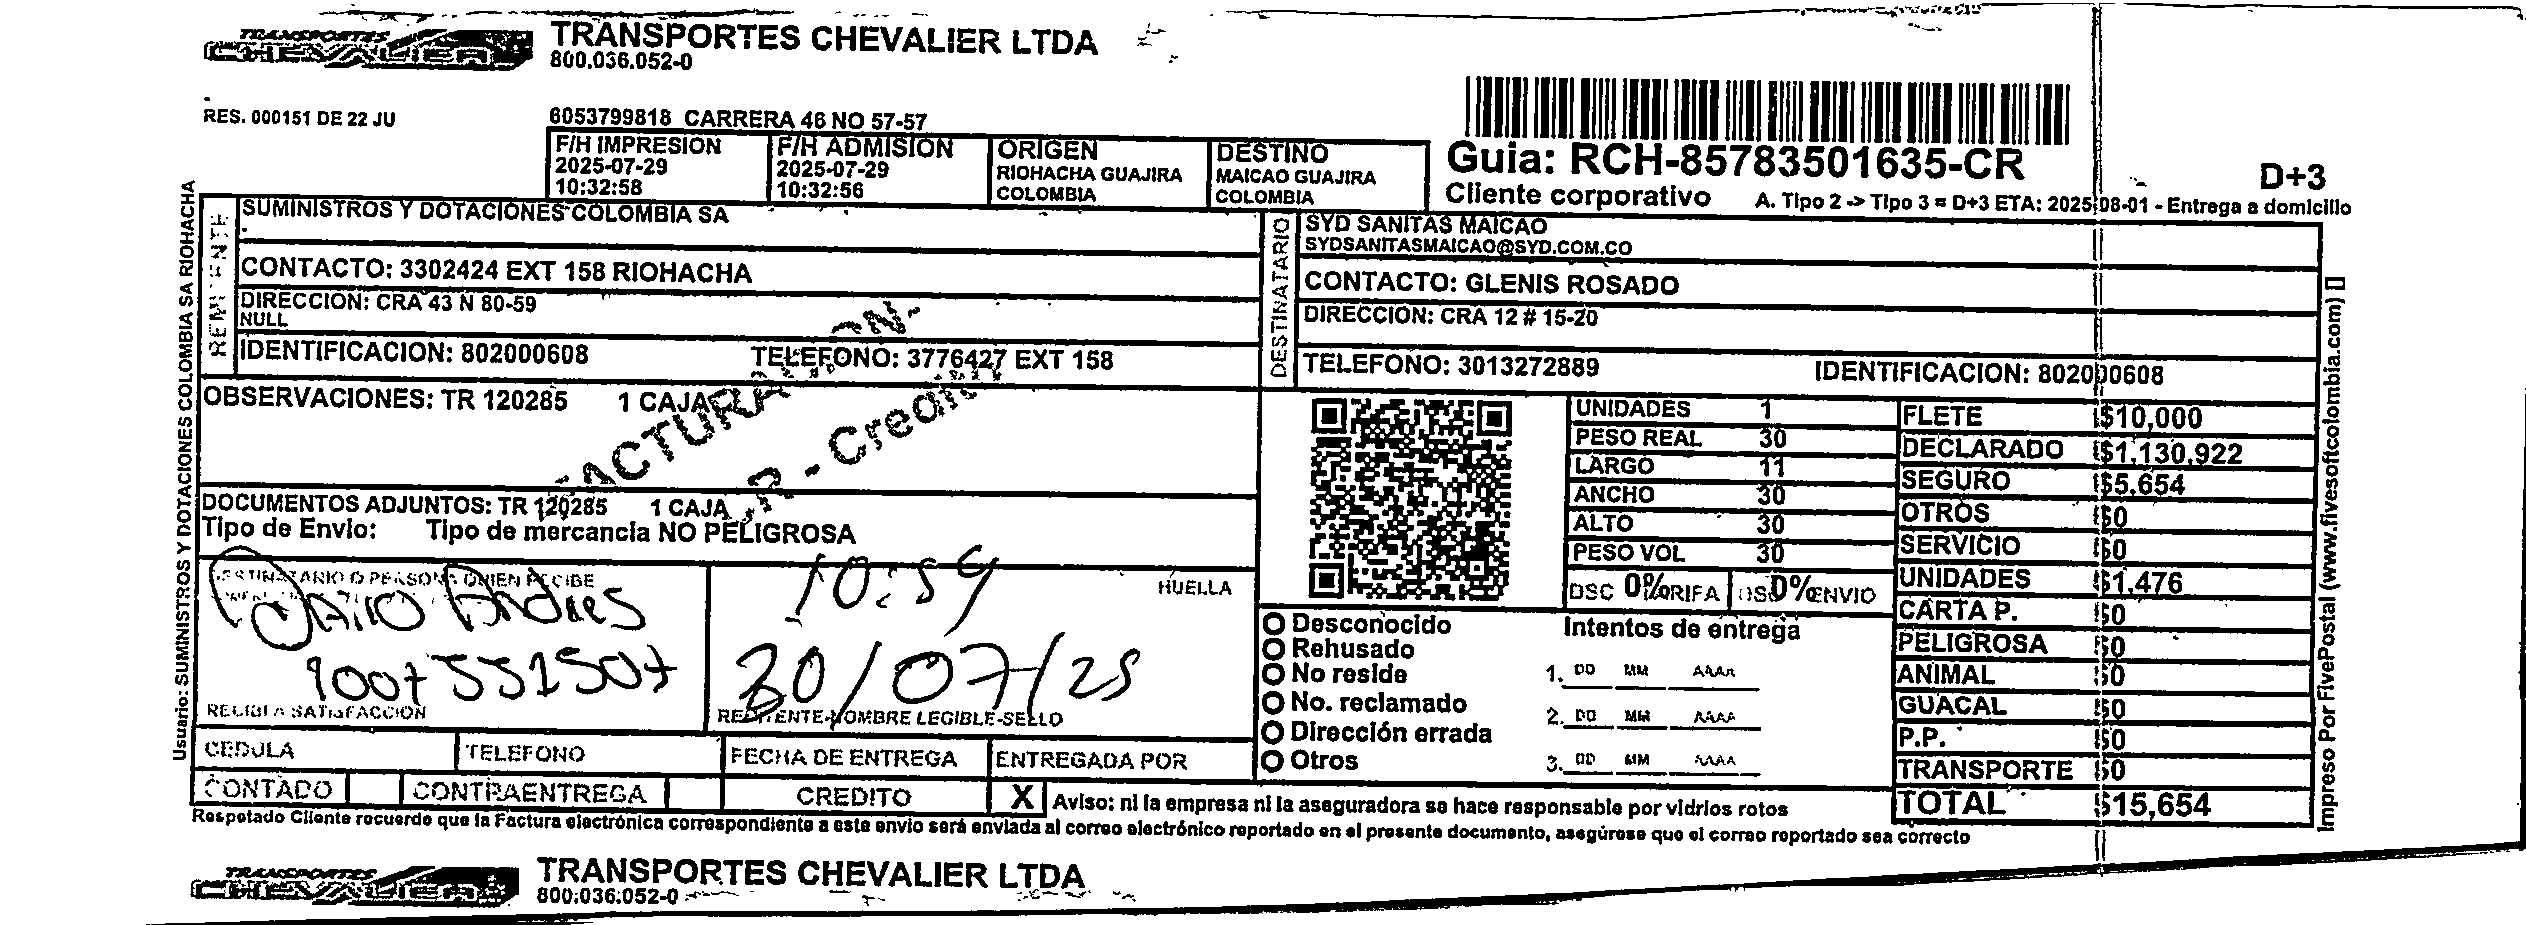 TRANSPORTES CHEVALIER
TRANSPORTES CHEVALIER LTDA
800.036.052-0
RES. 000151 DE 22 JU
6053799818 CARRERA 46 NO 57-57
F/H IMPRESION
2025-07-29
10:32:58
F/H ADMISION
2025-07-29
10:32:56
ORIGEN
RIOHACHA GUAJIRA
COLOMBIA
DESTINO
MAICAO GUAJIRA
COLOMBIA
Guia: RCH-85783501635-CR
D+3
Cliente corporativo
A. Tipo 2 -> Tipo 3 = D+3 ETA: 2025-08-01 - Entrega a domicilio
Usuario: SUMINISTROS Y DOTACIONES COLOMBIA SA RIOHACHA
REMITENTE
SUMINISTROS Y DOTACIONES COLOMBIA SA
.
CONTACTO: 3302424 EXT 158 RIOHACHA
DIRECCION: CRA 43 N 80-59
NULL
IDENTIFICACION: 802000608 TELEFONO: 3776427 EXT 158
DESTINATARIO
SYD SANITAS MAICAO
SYDSANITASMAICAO@SYD.COM.CO
CONTACTO: GLENIS ROSADO
DIRECCION: CRA 12 # 15-20
TELEFONO: 3013272889 IDENTIFICACION: 802000608
OBSERVACIONES: TR 120285 1 CAJA
DOCUMENTOS ADJUNTOS: TR 120285 1 CAJA
Tipo de Envio: Tipo de mercancia NO PELIGROSA
UNIDADES 1
PESO REAL 30
LARGO 11
ANCHO 30
ALTO 30
PESO VOL 30
DSC 0% TRIFA DSC 0% ENVIO
FLETE $10,000
DECLARADO $1,130,922
SEGURO $5,654
OTROS $0
SERVICIO $0
UNIDADES $1,476
CARTA P. $0
PELIGROSA $0
ANIMAL $0
GUACAL $0
P.P. $0
TRANSPORTE $0
TOTAL $15,654
DESTINATARIO O PERSONA QUIEN RECIBE
Jairo Andres
1007551507
RECIBI A SATISFACCION
HUELLA
10:54
30/07/25
REMITENTE-NOMBRE LEGIBLE-SELLO
Desconocido
Rehusado
No reside
No. reclamado
Dirección errada
Otros
Intentos de entrega
1. DD MM AAAA
2. DD MM AAAA
3. DD MM AAAA
CEDULA TELEFONO FECHA DE ENTREGA ENTREGADA POR
CONTADO CONTRAENTREGA CREDITO X
Aviso: ni la empresa ni la aseguradora se hace responsable por vidrios rotos
Respetado Cliente recuerde que la Factura electrónica correspondiente a este envio será enviada al correo electrónico reportado en el presente documento, asegúrese que el correo reportado sea correcto
Impreso Por FivePostal (www.fivesoftcolombia.com)
TRANSPORTES CHEVALIER
TRANSPORTES CHEVALIER LTDA
800.036.052-0